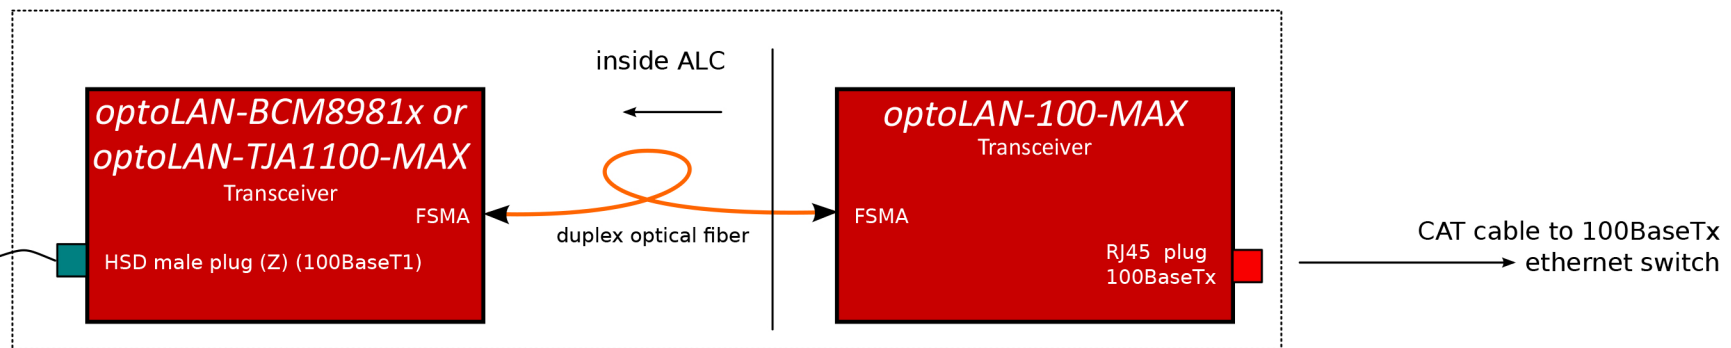 inside ALC
optoLAN-BCM8981x or
optoLAN-TJA1100-MAX
Transceiver
FSMA
HSD male plug (Z) (100BaseT1)
duplex optical fiber
optoLAN-100-MAX
Transceiver
FSMA
RJ45 plug
100BaseTx
CAT cable to 100BaseTx
ethernet switch